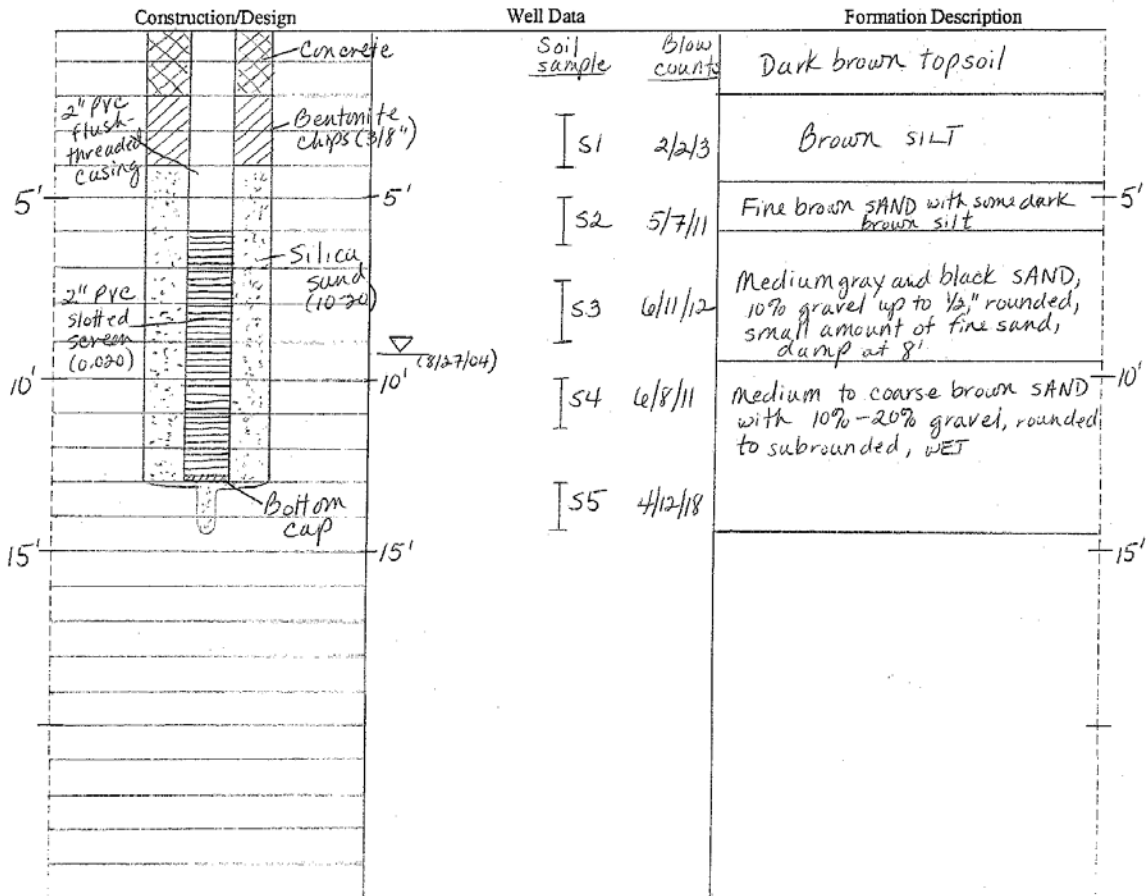 Construction/Design
Well Data
Formation Description
Concrete
2" PVC
flush-
threaded
casing
Bentonite
chips (3/8")
5'
5'
Silica
sand
(10-20)
2" PVC
slotted
screen
(0.020)
10'
10'
Bottom
cap
15'
15'
(8/27/04)
Soil
sample
Blow
counts
S1 2/2/3
S2 5/7/11
S3 6/11/12
S4 6/8/11
S5 4/12/18
Dark brown topsoil
Brown SILT
Fine brown SAND with some dark
brown silt
5'
Medium gray and black SAND,
10% gravel up to 1/2," rounded,
small amount of fine sand,
damp at 8'
10'
Medium to coarse brown SAND
with 10%-20% gravel, rounded
to subrounded, WET
15'